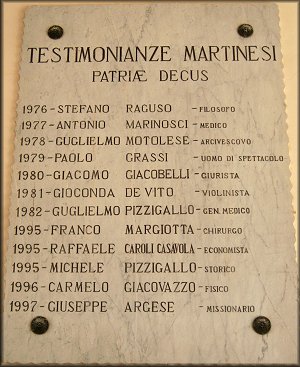 TESTIMONIANZE MARTINESI
PATRIÆ DECUS
1976 - STEFANO RAGUSO - FILOSOFO
1977 - ANTONIO MARINOSCI - MEDICO
1978 - GUGLIELMO MOTOLESE - ARCIVESCOVO
1979 - PAOLO GRASSI - UOMO DI SPETTACOLO
1980 - GIACOMO GIACOBELLI - GIURISTA
1981 - GIOCONDA DE VITO - VIOLINISTA
1982 - GUGLIELMO PIZZIGALLO - GEN. MEDICO
1995 - FRANCO MARGIOTTA - CHIRURGO
1995 - RAFFAELE CAROLI CASAVOLA - ECONOMISTA
1995 - MICHELE PIZZIGALLO - STORICO
1996 - CARMELO GIACOVAZZO - FISICO
1997 - GIUSEPPE ARGESE - MISSIONARIO